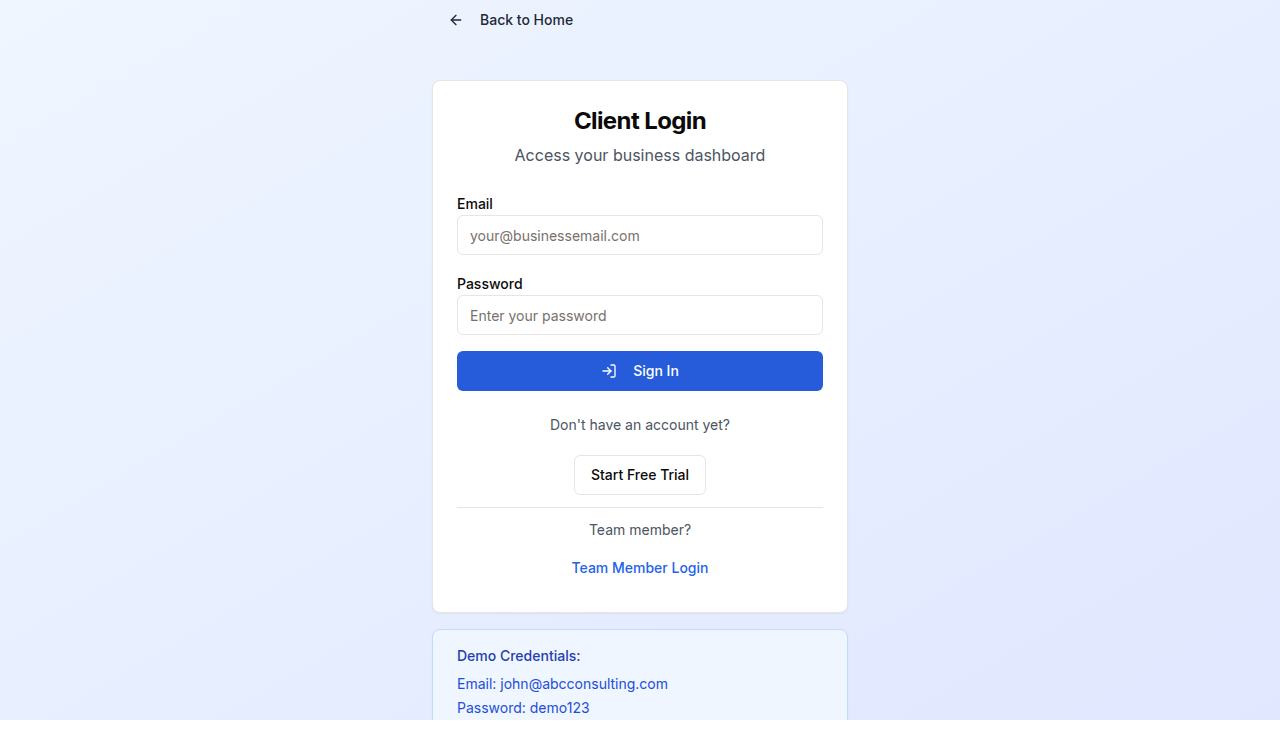 Back to Home
Client Login
Access your business dashboard
Email
your@businessemail.com
Password
Enter your password
Sign In
Don't have an account yet?
Start Free Trial
Team member?
Team Member Login
Demo Credentials:
Email: john@abcconsulting.com
Password: demo123